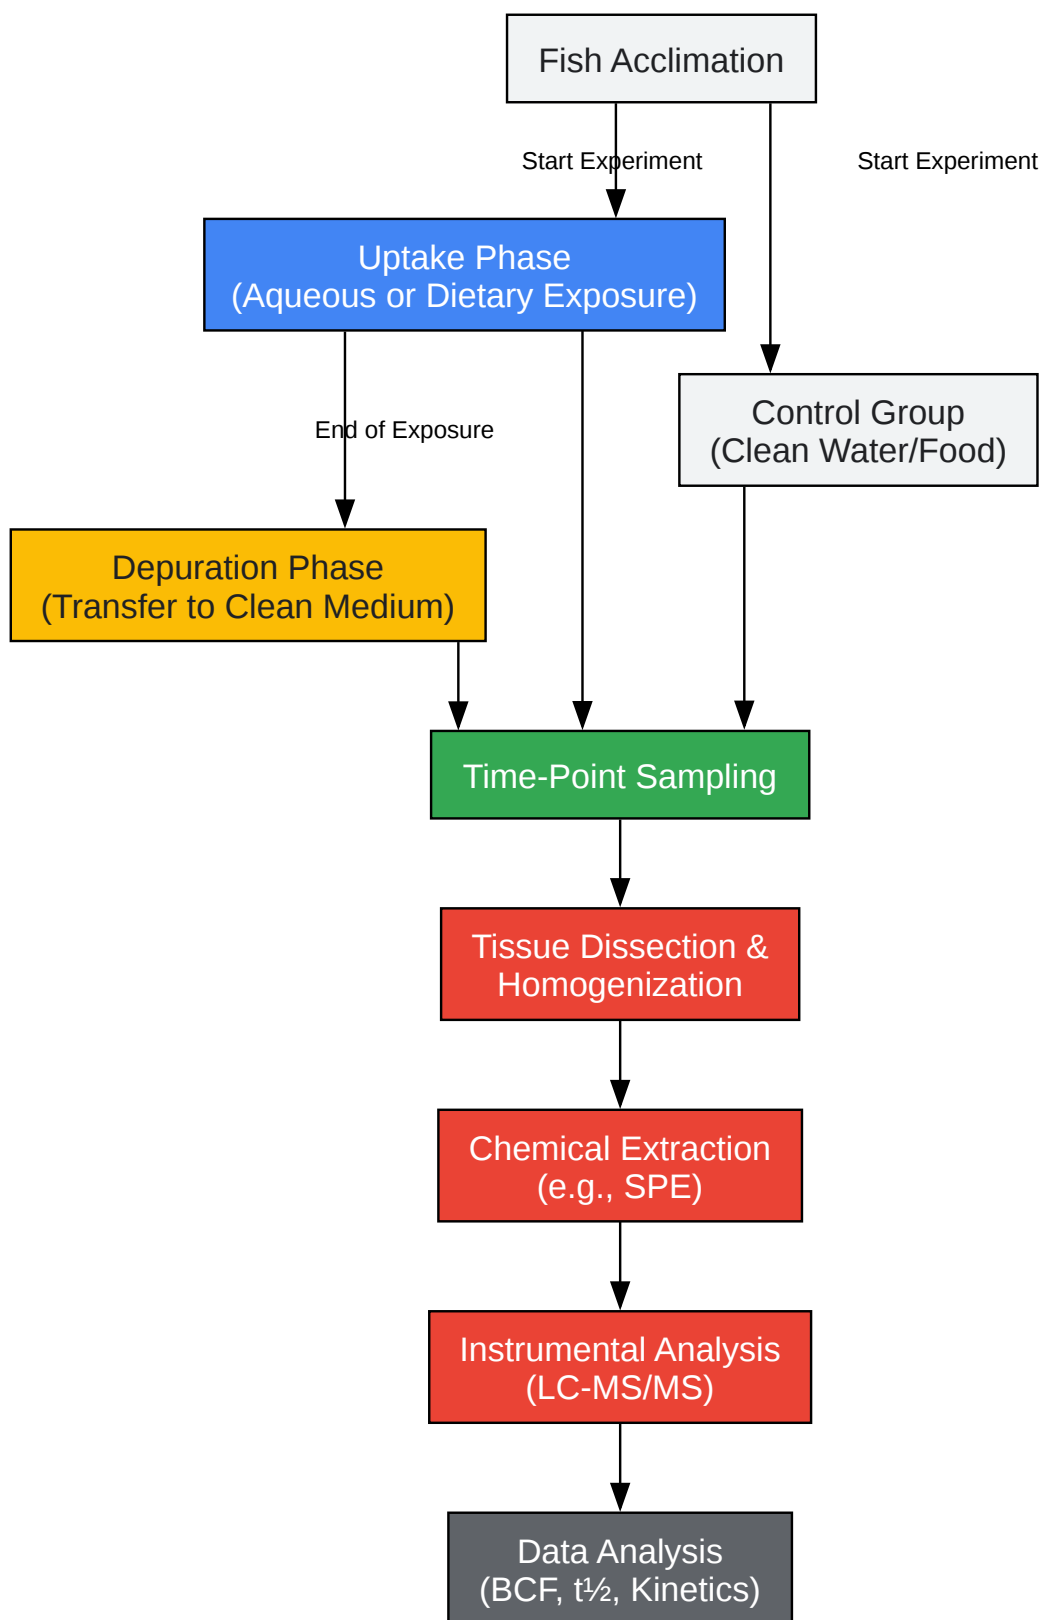 Fish Acclimation
Start Experiment
Start Experiment
Uptake Phase
(Aqueous or Dietary Exposure)
Control Group
(Clean Water/Food)
End of Exposure
Depuration Phase
(Transfer to Clean Medium)
Time-Point Sampling
Tissue Dissection &
Homogenization
Chemical Extraction
(e.g., SPE)
Instrumental Analysis
(LC-MS/MS)
Data Analysis
(BCF, t½, Kinetics)